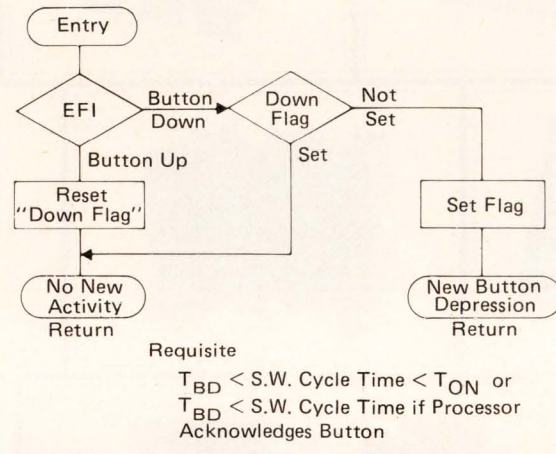 Entry
EFI
Button
Down
Down
Flag
Not
Set
Button Up
Set
Reset
"Down Flag"
Set Flag
No New
Activity
Return
New Button
Depression
Return
Requisite
T_BD < S.W. Cycle Time < T_ON or
T_BD < S.W. Cycle Time if Processor
Acknowledges Button